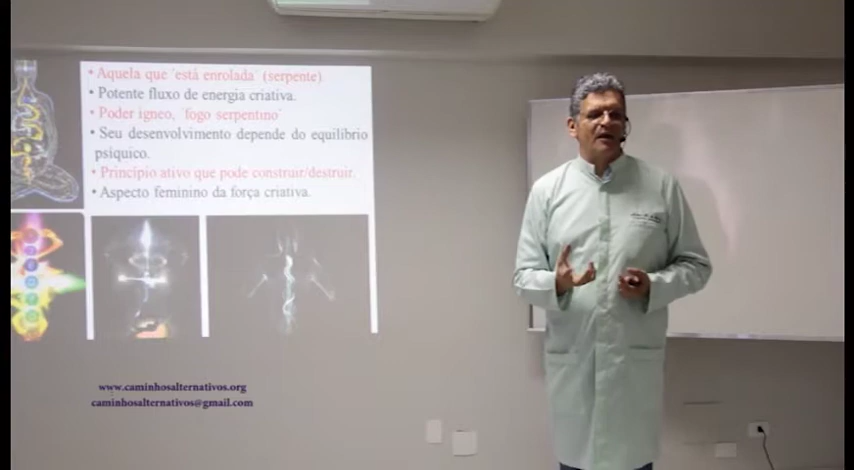 • Aquela que 'está enrolada' (serpente)
• Potente fluxo de energia criativa.
• Poder ígneo, 'fogo serpentino'
• Seu desenvolvimento depende do equilíbrio
psíquico.
• Princípio ativo que pode construir/destruir.
• Aspecto feminino da força criativa.
www.caminhosalternativos.org
caminhosalternativos@gmail.com